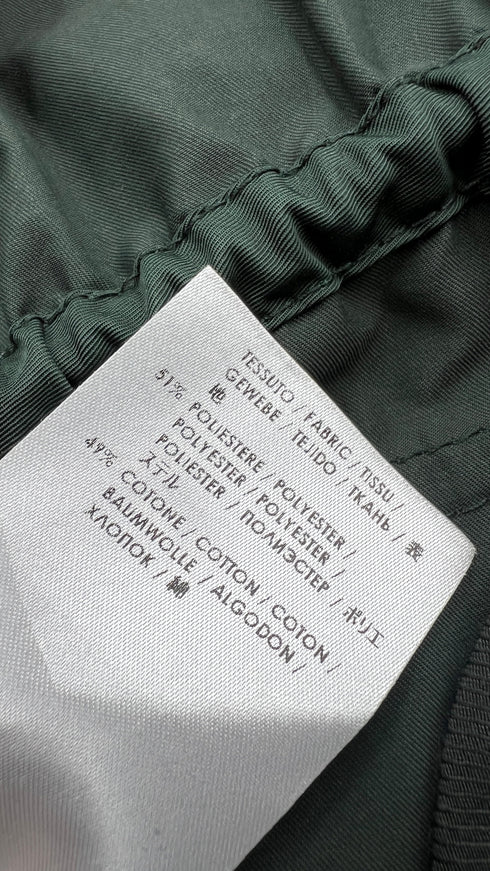 TESSUTO / FABRIC / TISSU /
GEWEBE / TEJIDO / ТКАНЬ / 表
地
51% POLIESTERE / POLYESTER /
POLYESTER / POLYESTER /
POLIESTER / ПОЛИЭСТЕР / ポリエ
ステル
49% COTONE / COTTON / COTON /
BAUMWOLLE / ALGODON /
ХЛОПОК / 綿